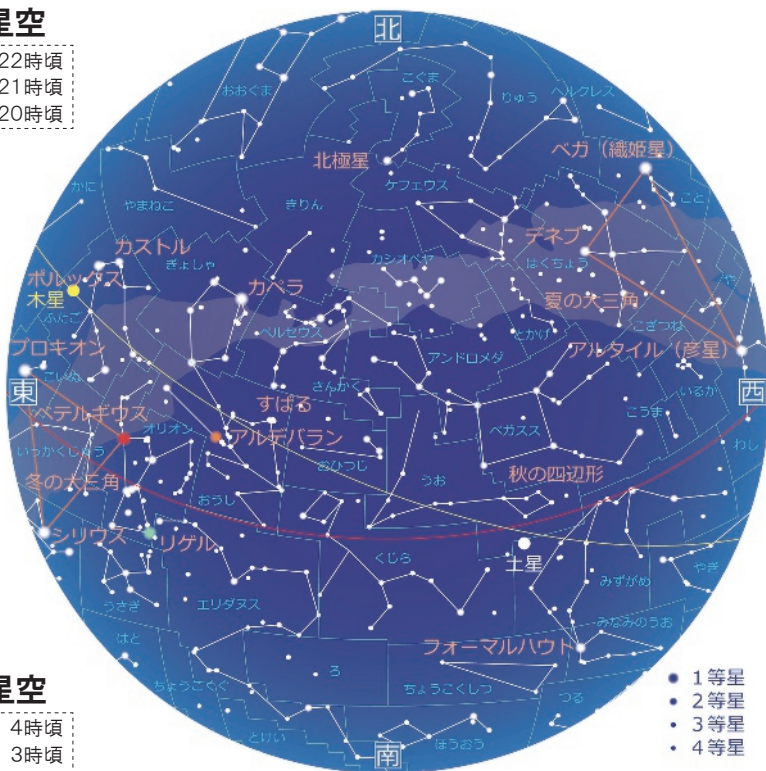 星空
22時頃
21時頃
20時頃
北
こぐま
おおぐま
りゅう
ヘルクレス
北極星
ベガ（織姫星）
ケフェウス
かに
こと
やまねこ
きりん
デネブ
カストル
ぎょしゃ
カシオペヤ
はくちょう
ポルックス
木星
カペラ
や
ふたご
夏の大三角
ペルセウス
とかげ
こぎつね
プロキオン
アンドロメダ
アルタイル（彦星）
こいぬ
さんかく
東
西
いるか
すばる
ベテルギウス
オリオン
アルデバラン
ペガスス
こうま
いっかくじゅう
おひつじ
わし
冬の大三角
うお
秋の四辺形
おうし
シリウス
リゲル
くじら
土星
やぎ
みずがめ
うさぎ
エリダヌス
みなみのうお
はと
フォーマルハウト
ろ
ちょうこくぐ
ちょうこくしつ
つる
とけい
ほうおう
南
星空
4時頃
3時頃
1等星
2等星
3等星
4等星